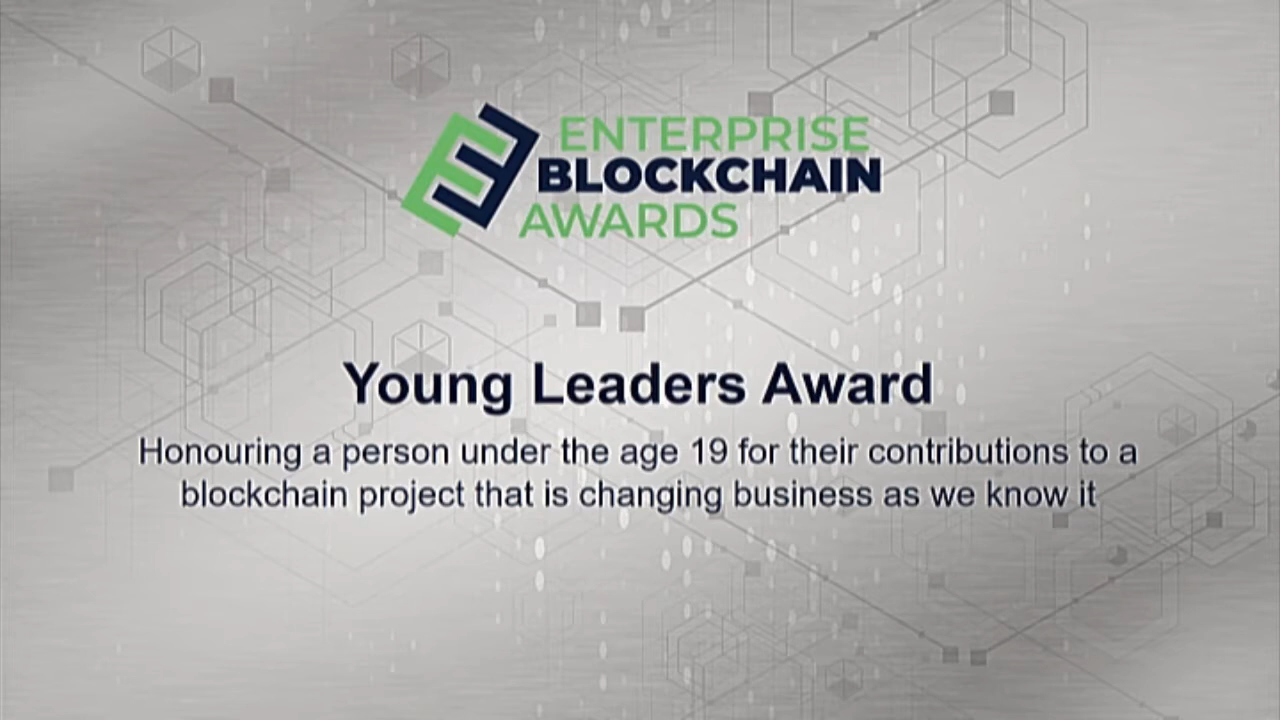 ENTERPRISE
BLOCKCHAIN
AWARDS
Young Leaders Award
Honouring a person under the age 19 for their contributions to a
blockchain project that is changing business as we know it